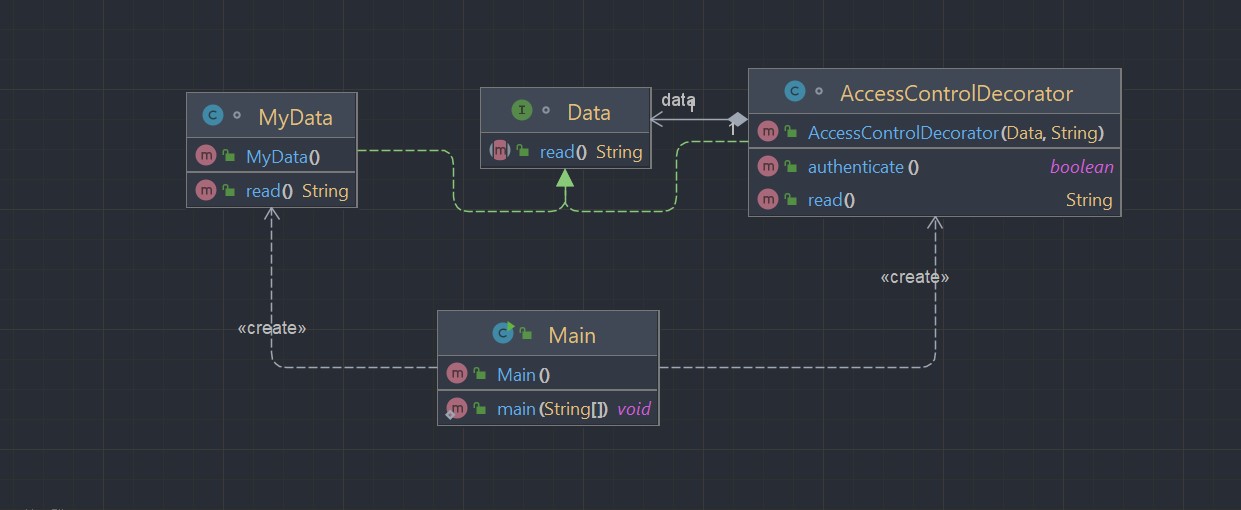 MyData
MyData()
read() String
Data
read() String
data
1
1
AccessControlDecorator
AccessControlDecorator(Data, String)
authenticate () boolean
read() String
«create»
«create»
Main
Main ()
main (String[]) void